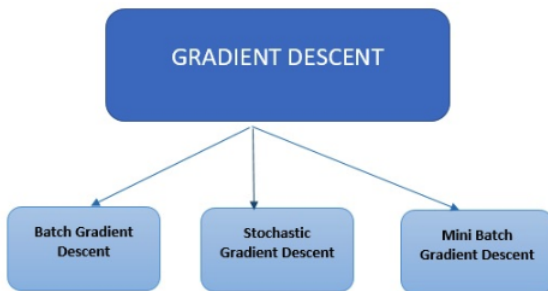 GRADIENT DESCENT
Batch Gradient
Descent
Stochastic
Gradient Descent
Mini Batch
Gradient Descent